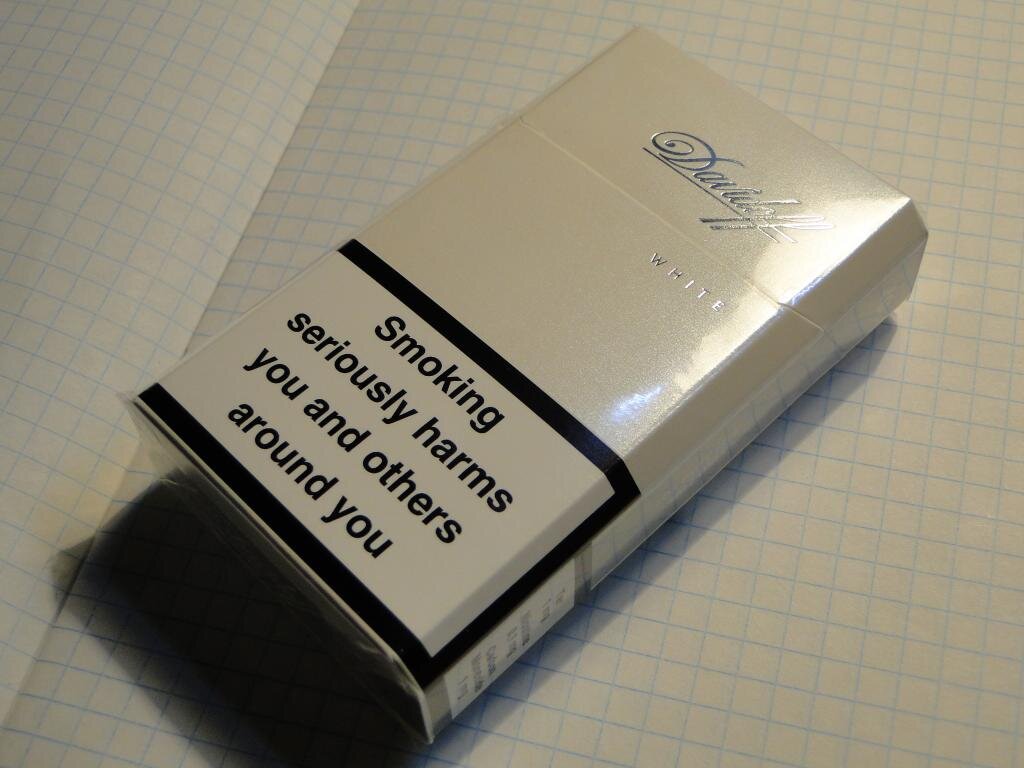 Davidoff
WHITE
Smoking
seriously harms
you and others
around you